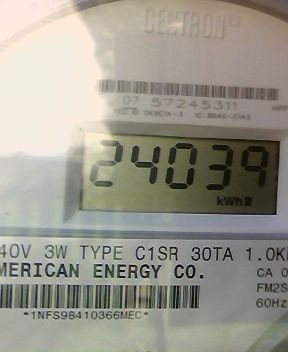 CENTRON®
07 57245311
24039
kWh
40V 3W TYPE C1SR 30TA 1.0K
MERICAN ENERGY CO.
CA 0
FM2S
60Hz
*1NFS98410366MEC*